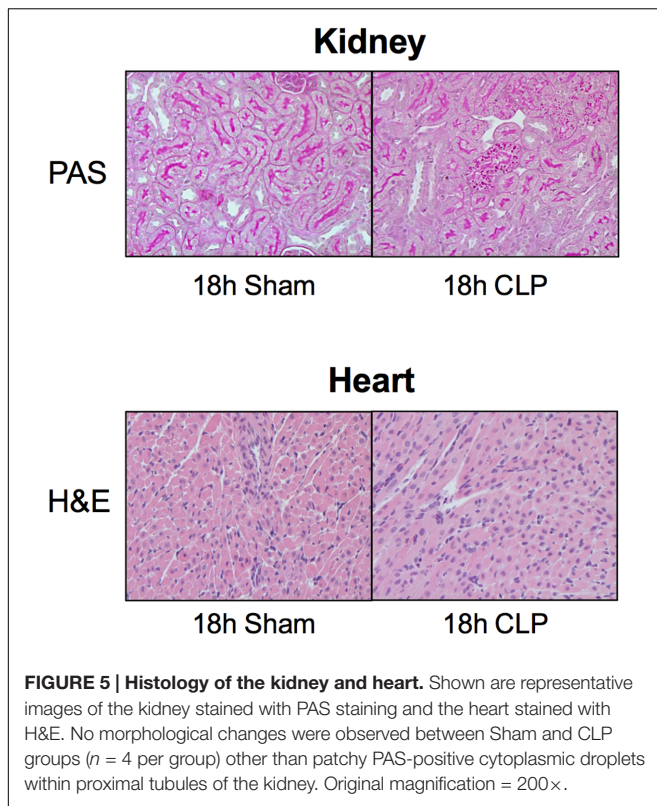 Kidney
PAS
18h Sham 18h CLP
Heart
H&E
18h Sham 18h CLP
FIGURE 5 | Histology of the kidney and heart. Shown are representative
images of the kidney stained with PAS staining and the heart stained with
H&E. No morphological changes were observed between Sham and CLP
groups (n = 4 per group) other than patchy PAS-positive cytoplasmic droplets
within proximal tubules of the kidney. Original magnification = 200×.